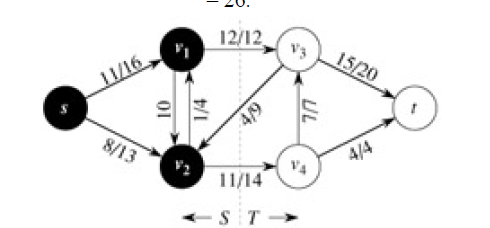 = 26.
12/12
v1
v3
11/16
15/20
s
10
1/4
4/9
7/7
t
8/13
v2
v4
4/4
11/14
S T